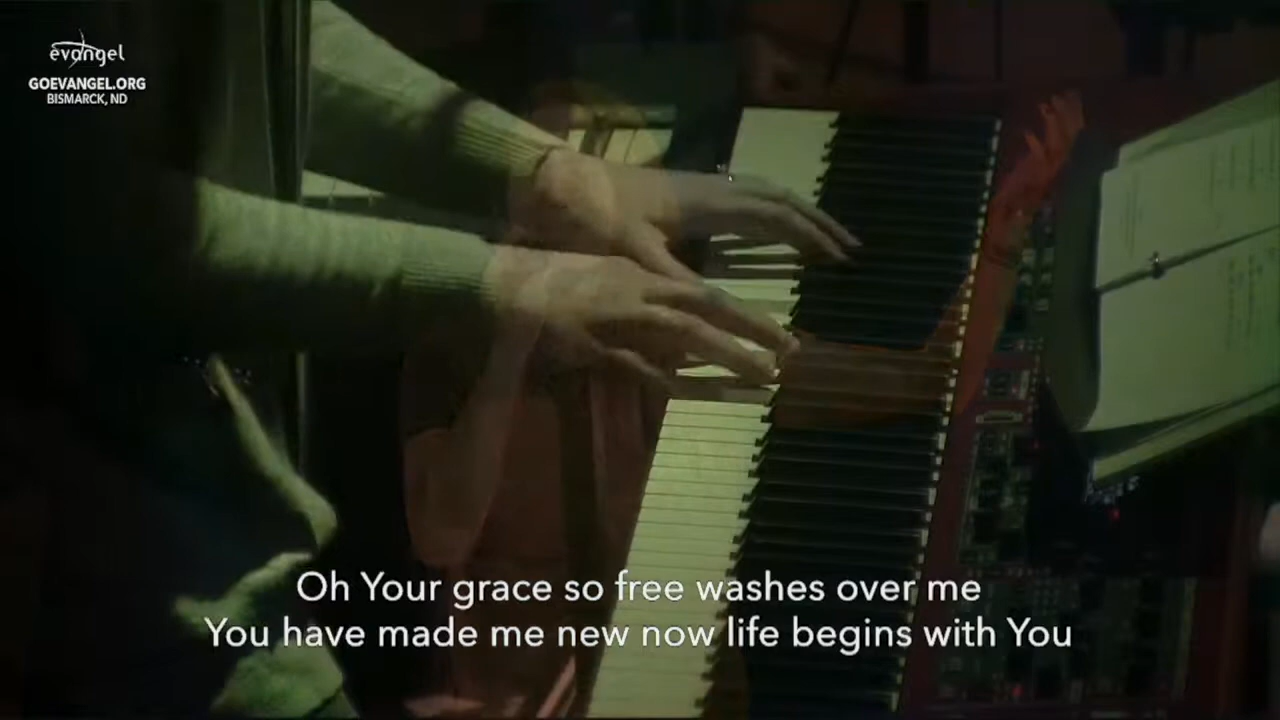 evangel
GOEVANGEL.ORG
BISMARCK, ND
Oh Your grace so free washes over me
You have made me new now life begins with You